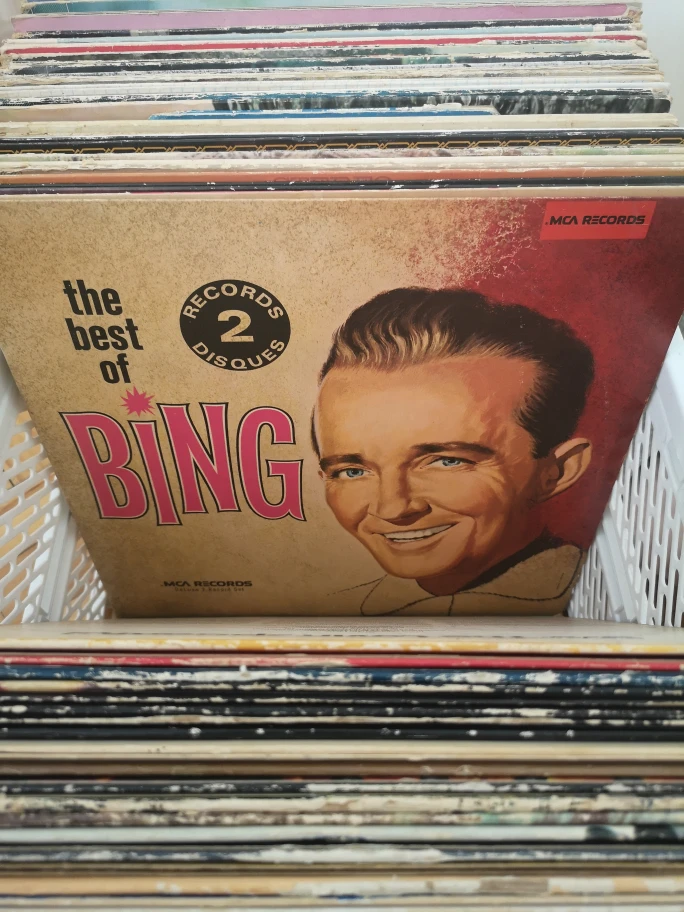 MCA RECORDS
the
best
of
BiNG
RECORDS
2
DISQUES
MCA RECORDS